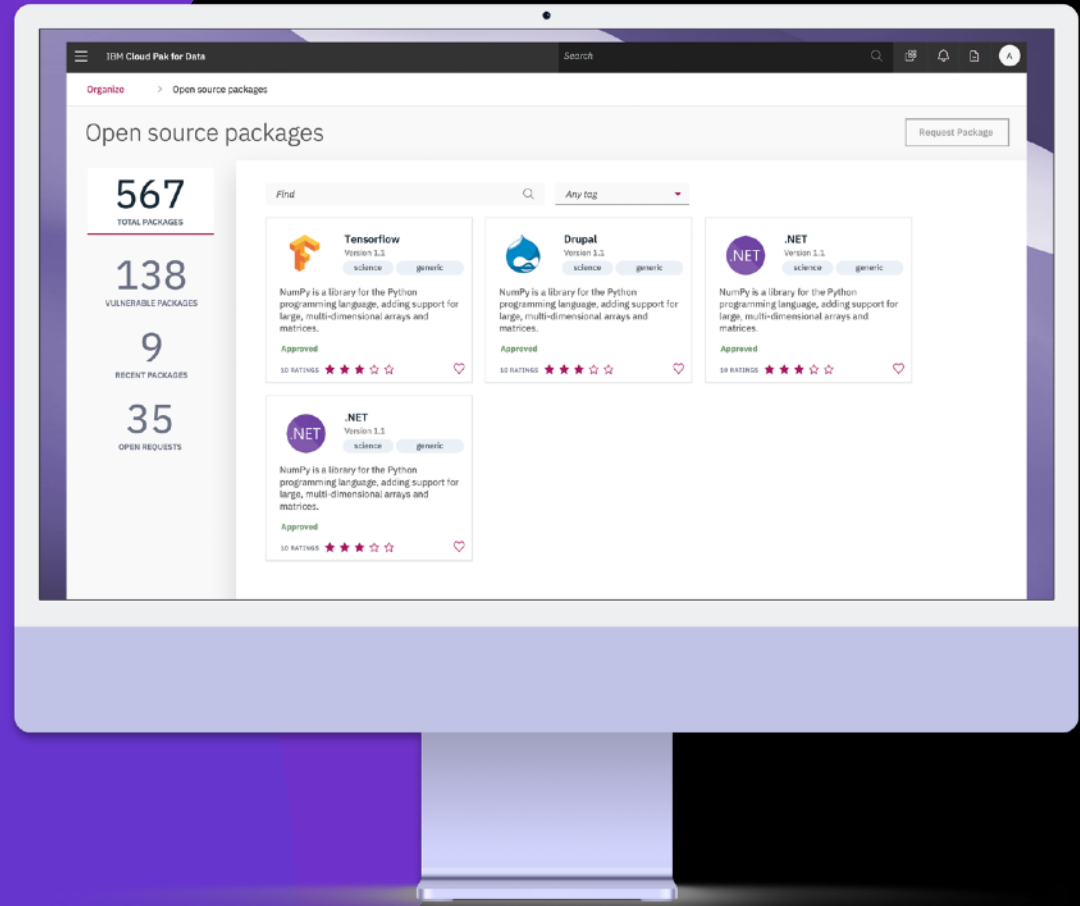 IBM Cloud Pak for Data
Search
A
Organize > Open source packages
Open source packages
Request Package
567
TOTAL PACKAGES
138
VULNERABLE PACKAGES
9
RECENT PACKAGES
35
OPEN REQUESTS
Find
Any tag
Tensorflow
Version 1.1
science generic
NumPy is a library for the Python
programming language, adding support for
large, multi-dimensional arrays and
matrices.
Approved
10 RATINGS
Drupal
Version 1.1
science generic
NumPy is a library for the Python
programming language, adding support for
large, multi-dimensional arrays and
matrices.
Approved
10 RATINGS
.NET
.NET
Version 1.1
science generic
NumPy is a library for the Python
programming language, adding support for
large, multi-dimensional arrays and
matrices.
Approved
10 RATINGS
.NET
.NET
Version 1.1
science generic
NumPy is a library for the Python
programming language, adding support for
large, multi-dimensional arrays and
matrices.
Approved
10 RATINGS